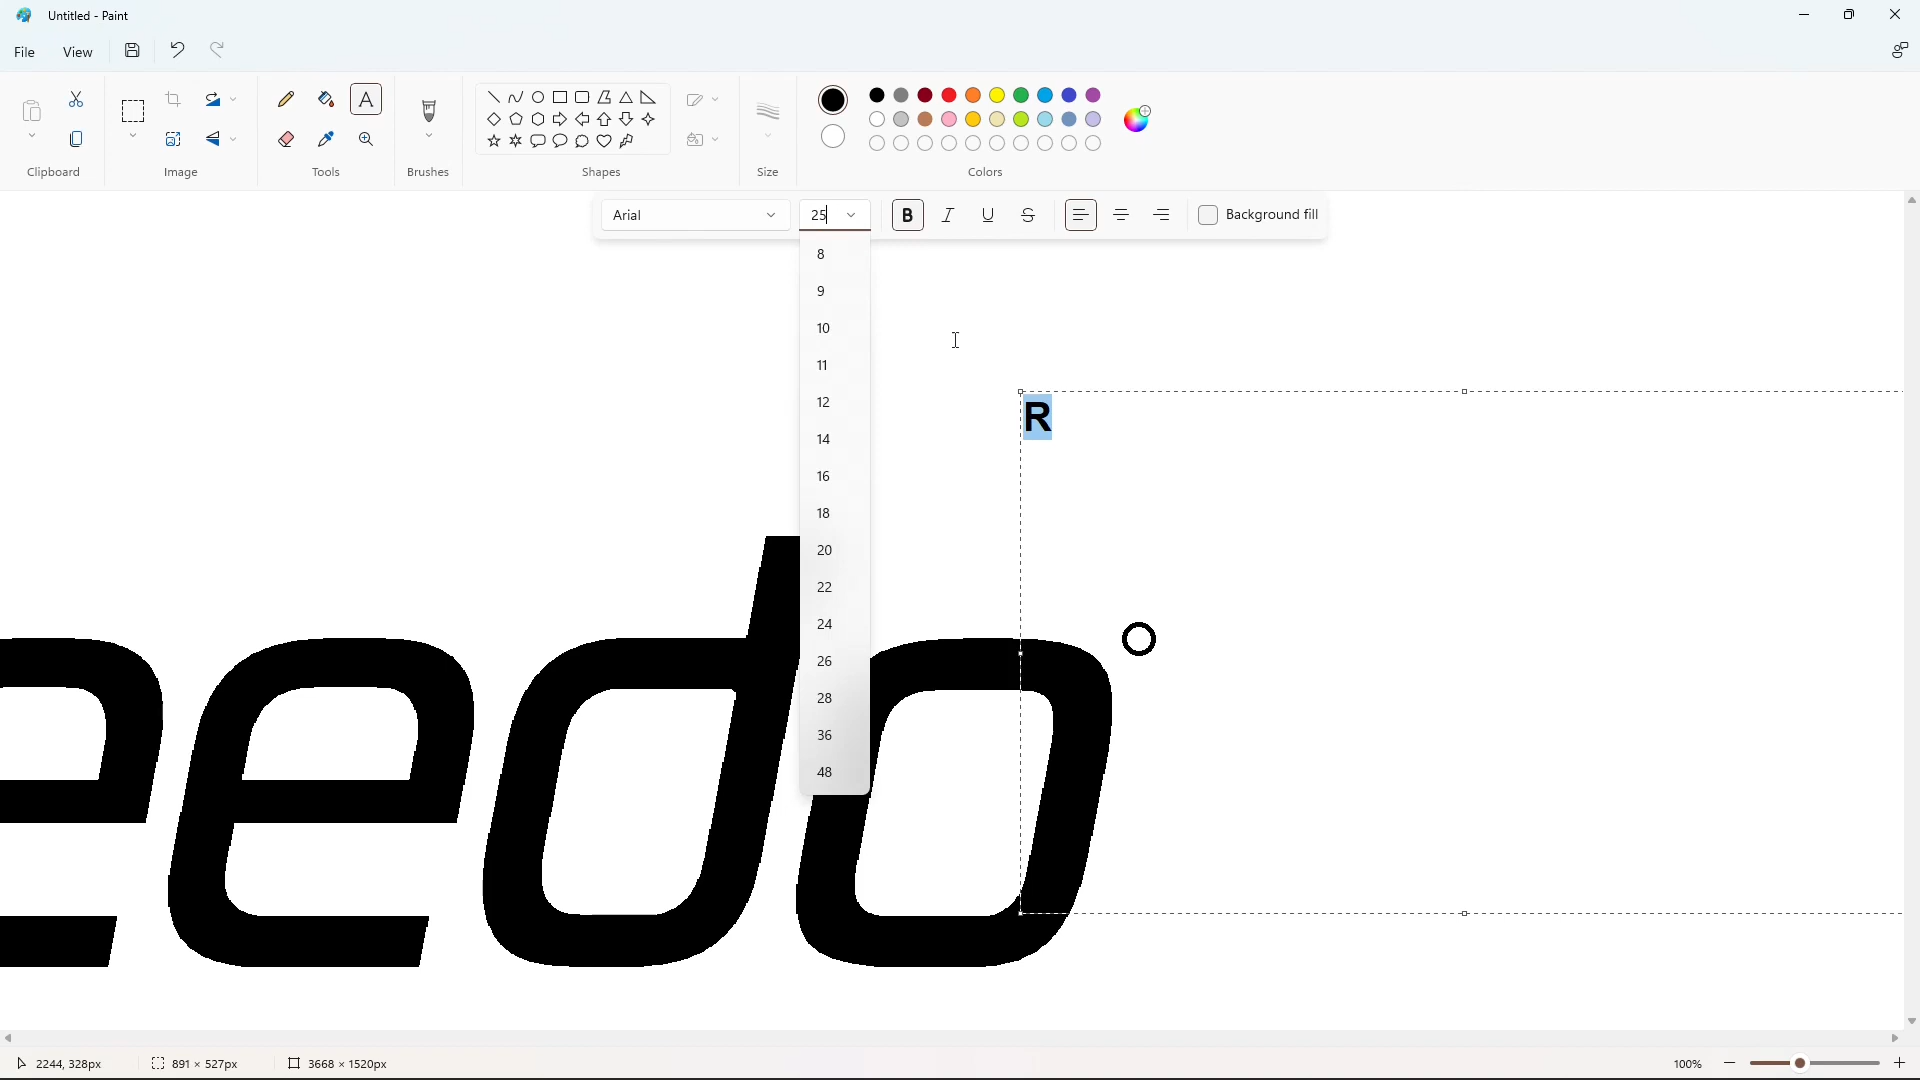 Untitled - Paint
File
View
Clipboard
Image
Tools
Brushes
Shapes
Size
Colors
Arial
25
Background fill
8
9
10
11
12
14
16
18
20
22
24
26
28
36
48
R
eedo
2244, 328px
891 × 527px
3668 × 1520px
100%